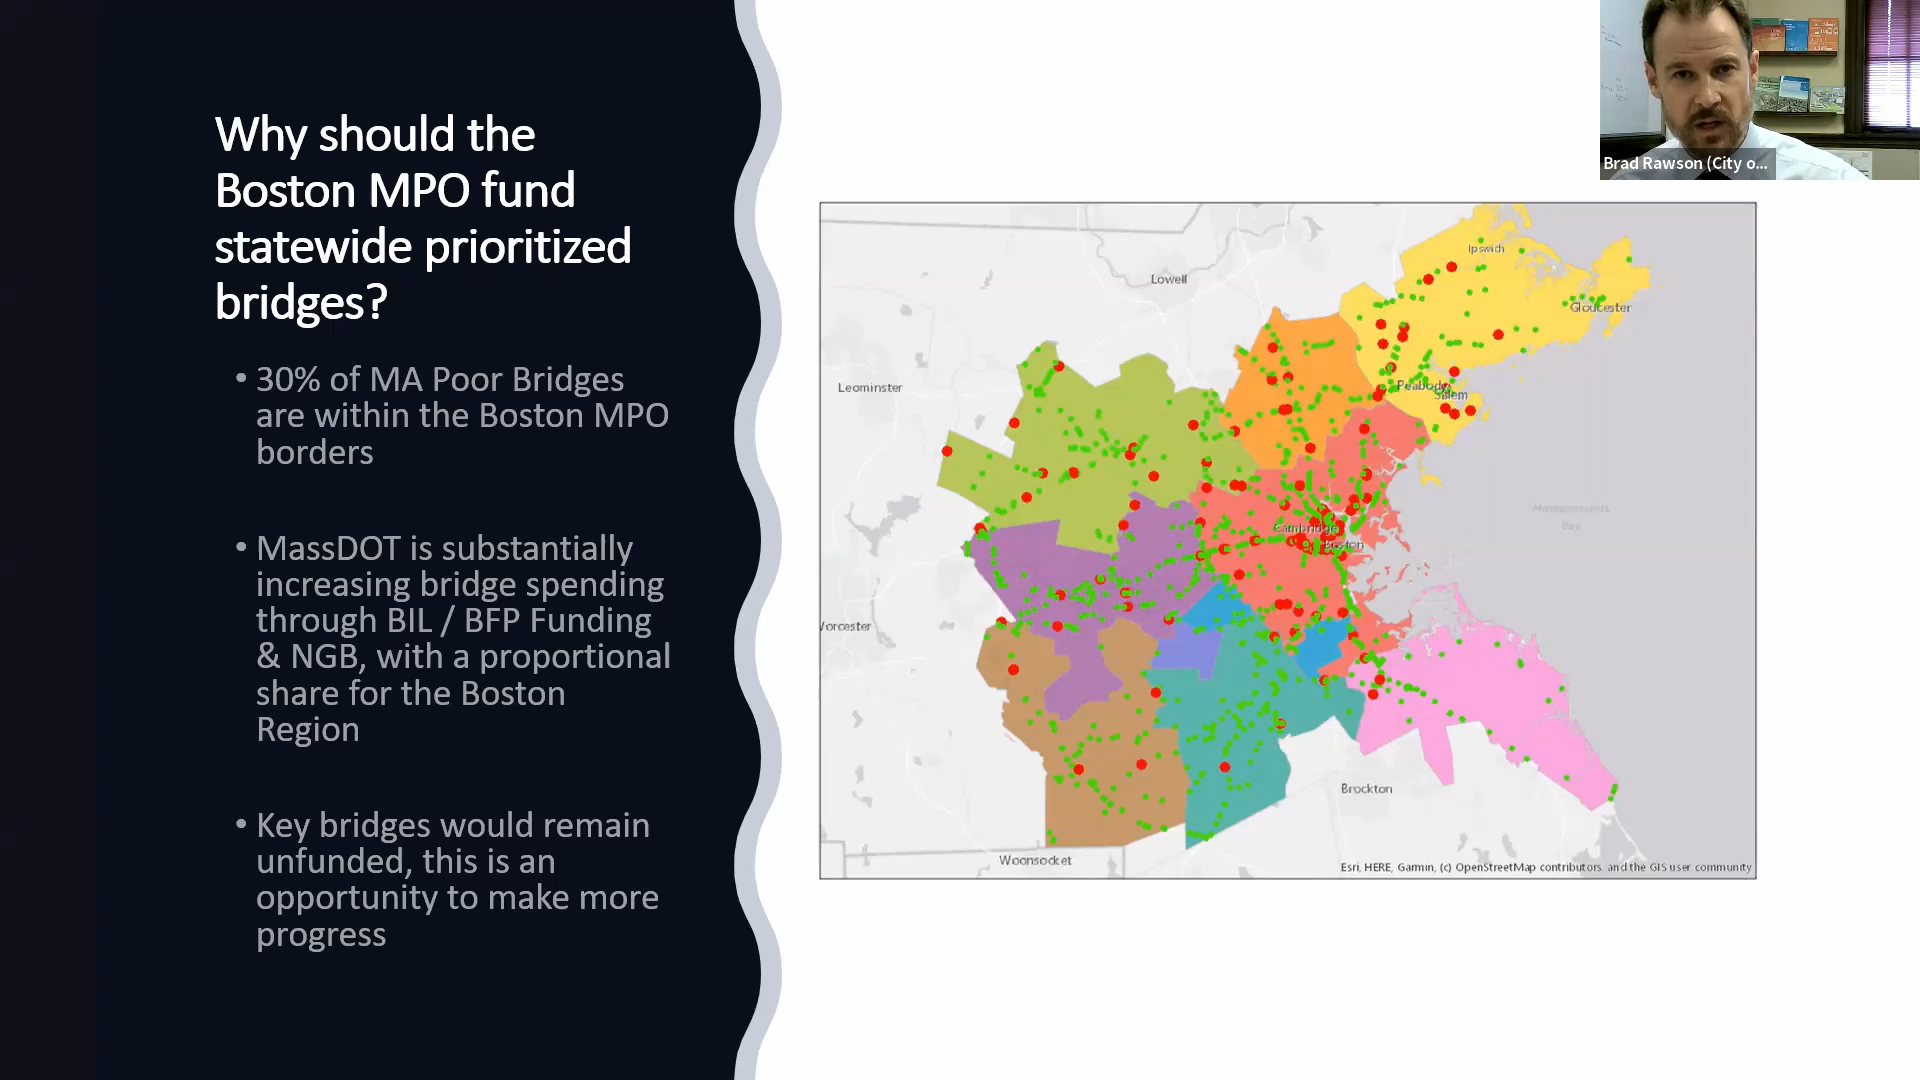 Why should the
Boston MPO fund
statewide prioritized
bridges?
• 30% of MA Poor Bridges
are within the Boston MPO
borders
• MassDOT is substantially
increasing bridge spending
through BIL / BFP Funding
& NGB, with a proportional
share for the Boston
Region
• Key bridges would remain
unfunded, this is an
opportunity to make more
progress
Brad Rawson (City o...
Ipswich
Lowell
Gloucester
Leominster
Peabody
Salem
Massachusetts
Bay
Cambridge
Boston
Worcester
Brockton
Woonsocket
Esri, HERE, Garmin, (c) OpenStreetMap contributors, and the GIS user community